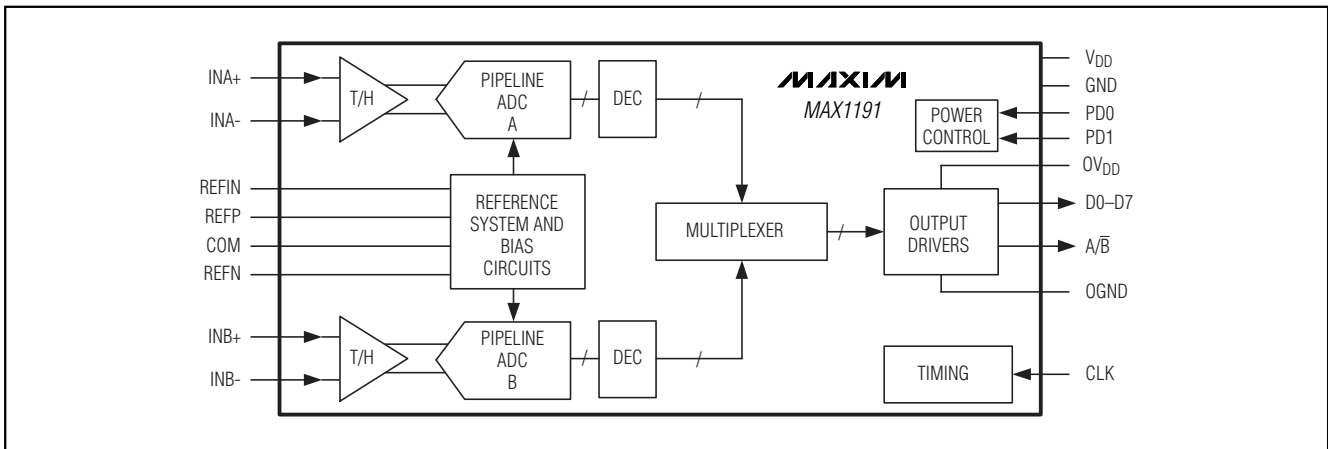 INA+
INA-
T/H
PIPELINE
ADC
A
DEC
MAXIM
MAX1191
POWER
CONTROL
VDD
GND
PD0
PD1
OVDD
REFIN
REFP
COM
REFN
REFERENCE
SYSTEM AND
BIAS
CIRCUITS
MULTIPLEXER
OUTPUT
DRIVERS
D0–D7
A/B̅
OGND
INB+
INB-
T/H
PIPELINE
ADC
B
DEC
TIMING
CLK